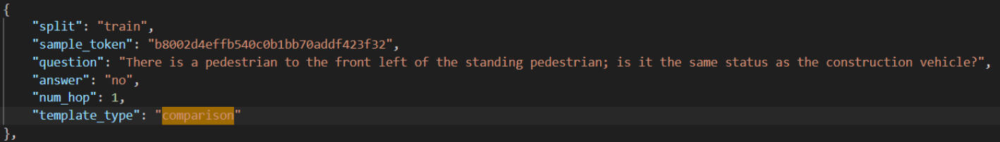 {
"split": "train",
"sample_token": "b8002d4effb540c0b1bb70addf423f32",
"question": "There is a pedestrian to the front left of the standing pedestrian; is it the same status as the construction vehicle?",
"answer": "no",
"num_hop": 1,
"template_type": "comparison"
},